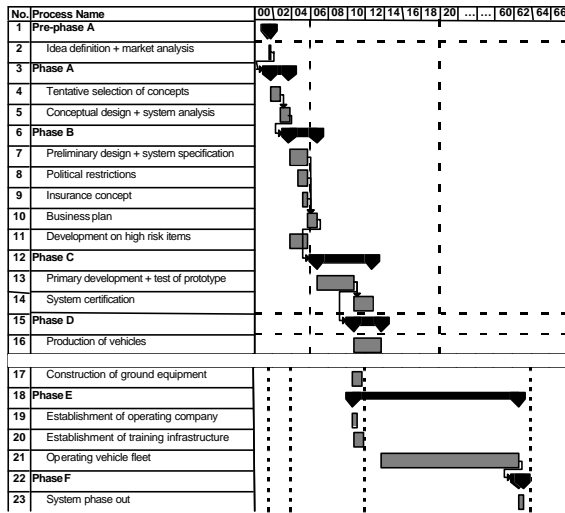 No. Process Name 00 02 04 06 08 10 12 14 16 18 20 ... ... 60 62 64 66
1 Pre-phase A
2 Idea definition + market analysis
3 Phase A
4 Tentative selection of concepts
5 Conceptual design + system analysis
6 Phase B
7 Preliminary design + system specification
8 Political restrictions
9 Insurance concept
10 Business plan
11 Development on high risk items
12 Phase C
13 Primary development + test of prototype
14 System certification
15 Phase D
16 Production of vehicles
17 Construction of ground equipment
18 Phase E
19 Establishment of operating company
20 Establishment of training infrastructure
21 Operating vehicle fleet
22 Phase F
23 System phase out